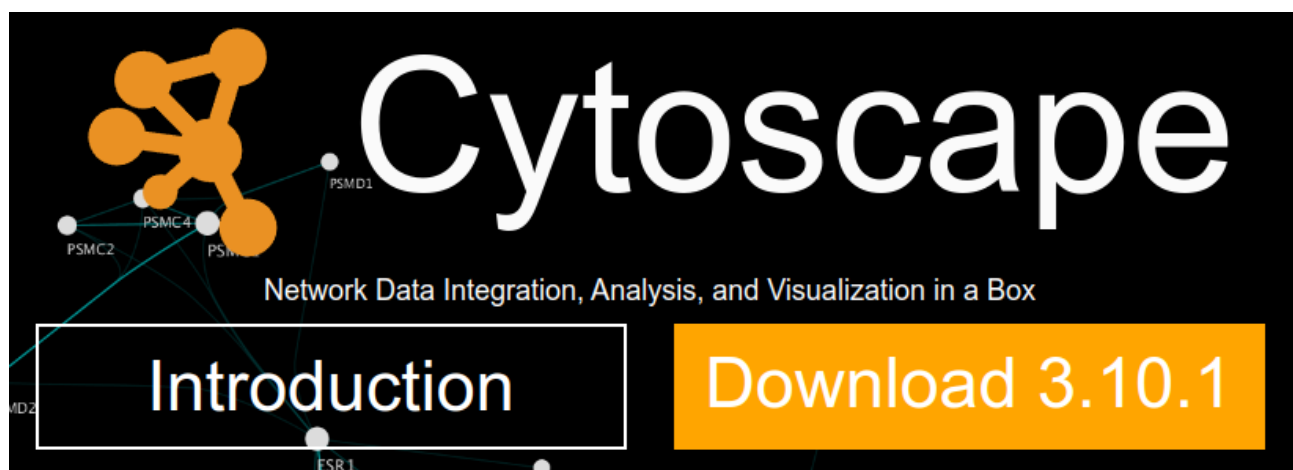 Cytoscape
PSMD1
PSMC4
PSMC2
Network Data Integration, Analysis, and Visualization in a Box
Introduction
Download 3.10.1
ESR1